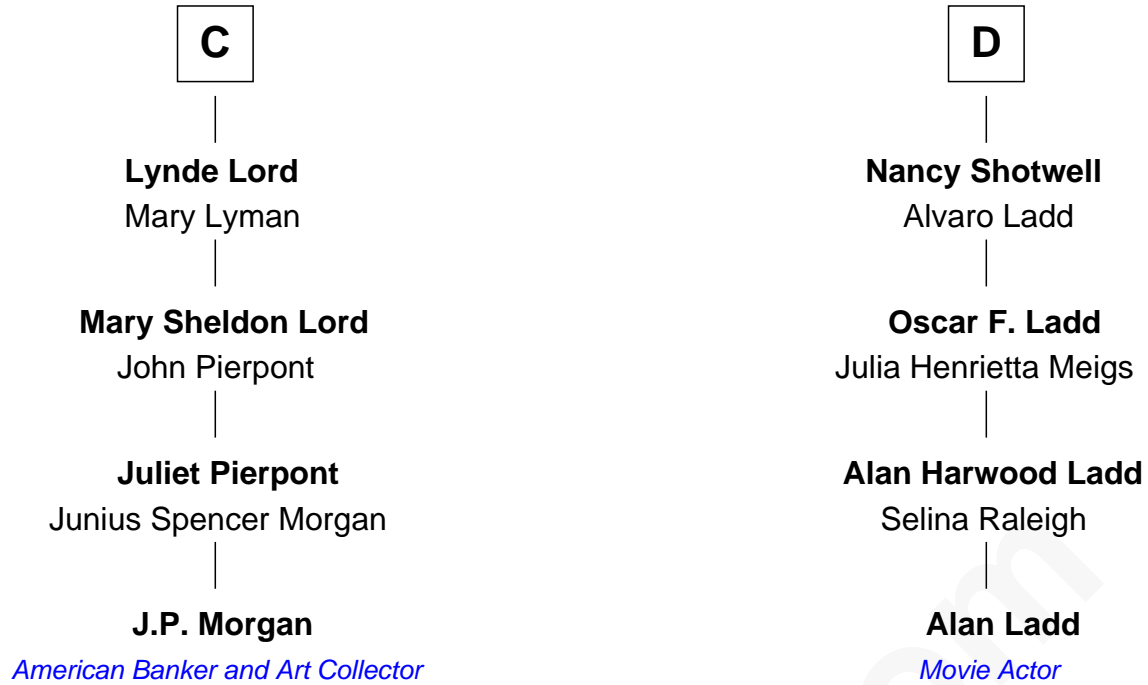 C
Lynde Lord
Mary Lyman
Mary Sheldon Lord
John Pierpont
Juliet Pierpont
Junius Spencer Morgan
J.P. Morgan
American Banker and Art Collector
D
Nancy Shotwell
Alvaro Ladd
Oscar F. Ladd
Julia Henrietta Meigs
Alan Harwood Ladd
Selina Raleigh
Alan Ladd
Movie Actor